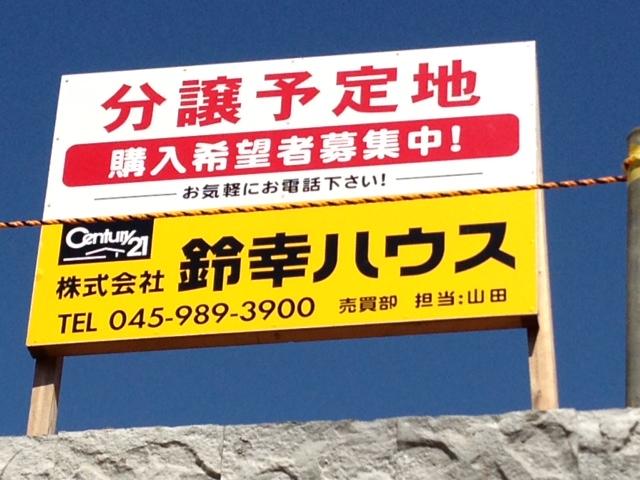 分譲予定地
購入希望者募集中!
お気軽にお電話下さい!
Century 21
株式会社 鈴幸ハウス
TEL 045-989-3900 売買部 担当:山田